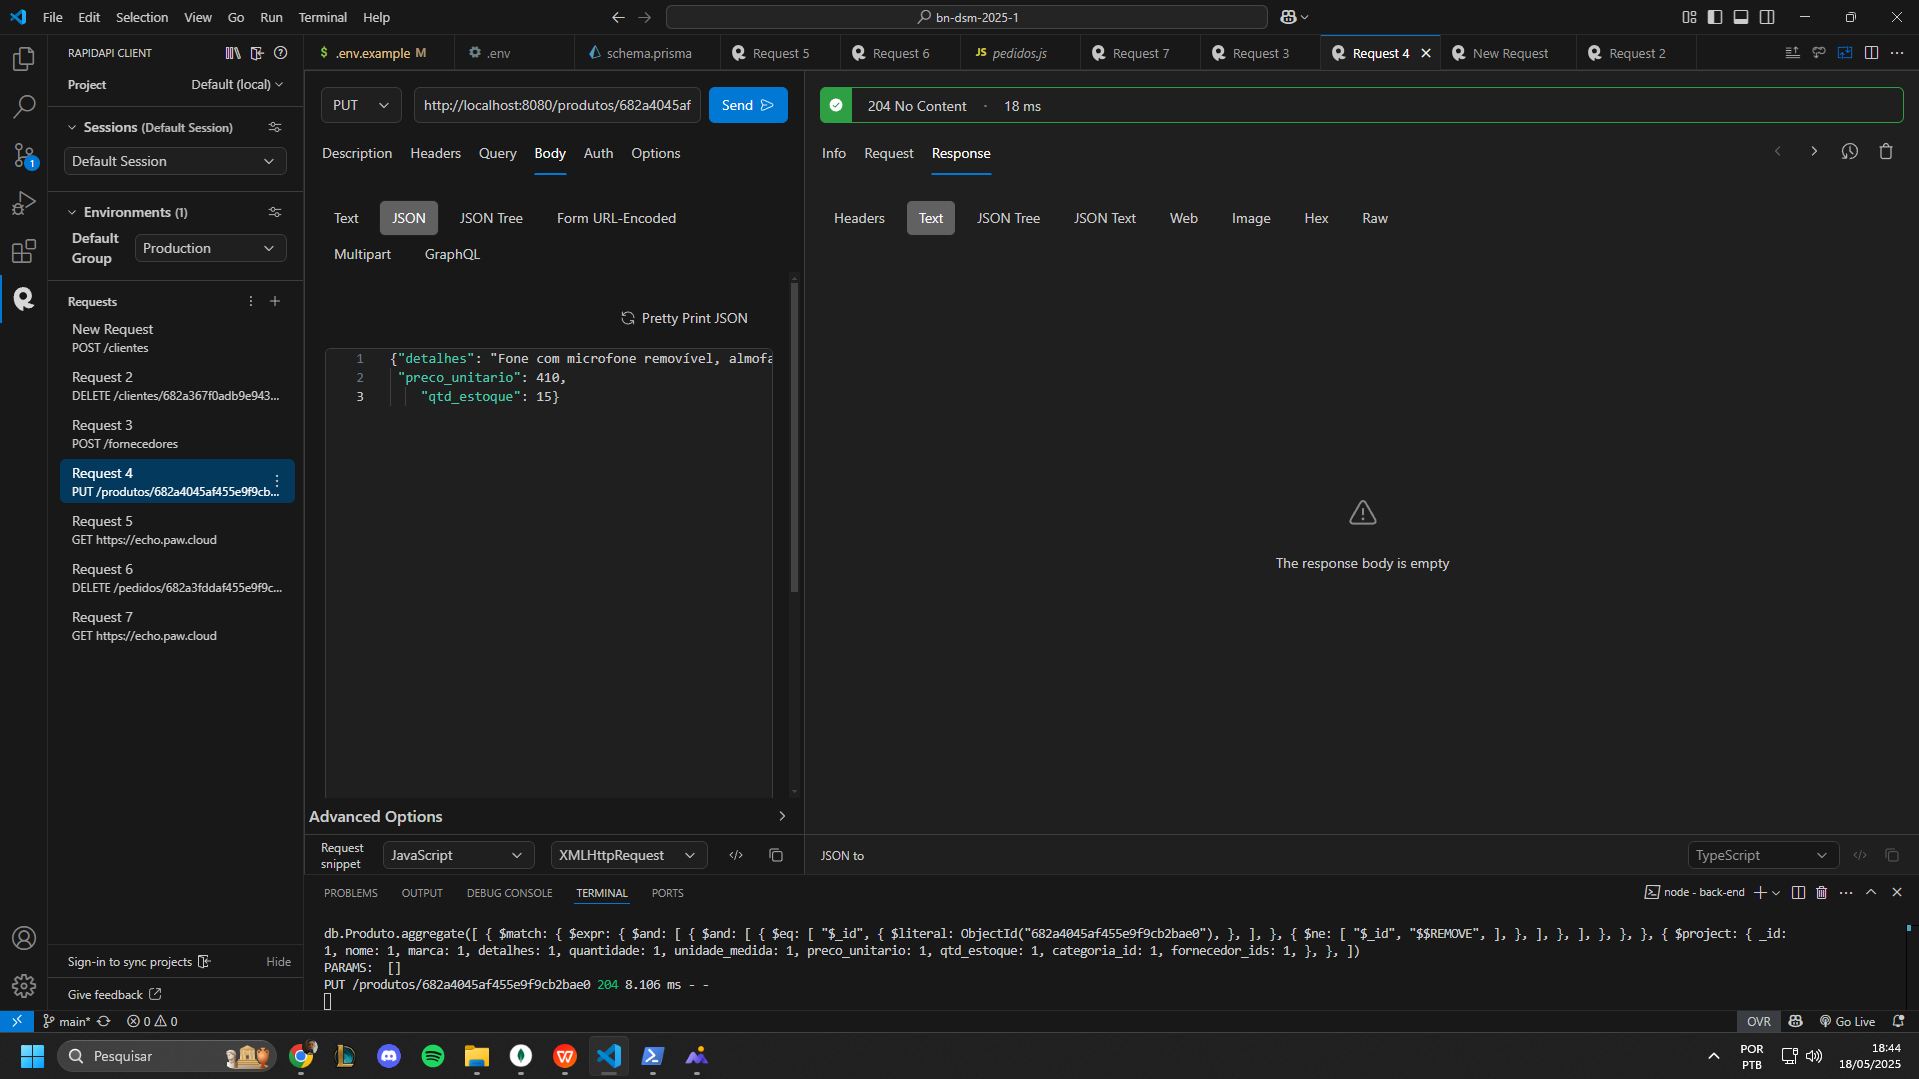 File Edit Selection View Go Run Terminal Help
bn-dsm-2025-1
RAPIDAPI CLIENT
$ .env.example M
.env
schema.prisma
Request 5
Request 6
JS pedidos.js
Request 7
Request 3
Request 4
New Request
Request 2
Project
Default (local)
Sessions (Default Session)
Default Session
Environments (1)
Default Group
Production
Requests
New Request
POST /clientes
Request 2
DELETE /clientes/682a367f0adb9e943...
Request 3
POST /fornecedores
Request 4
PUT /produtos/682a4045af455e9f9cb...
Request 5
GET https://echo.paw.cloud
Request 6
DELETE /pedidos/682a3fddaf455e9f9c...
Request 7
GET https://echo.paw.cloud
Sign-in to sync projects
Hide
Give feedback
PUT
http://localhost:8080/produtos/682a4045af
Send
Description Headers Query Body Auth Options
Text JSON JSON Tree Form URL-Encoded
Multipart GraphQL
Pretty Print JSON
1 {"detalhes": "Fone com microfone removível, almofa
2 "preco_unitario": 410,
3 "qtd_estoque": 15}
Advanced Options
Request snippet
JavaScript
XMLHttpRequest
204 No Content · 18 ms
Info Request Response
Headers Text JSON Tree JSON Text Web Image Hex Raw
The response body is empty
JSON to
TypeScript
PROBLEMS OUTPUT DEBUG CONSOLE TERMINAL PORTS
node - back-end
db.Produto.aggregate([ { $match: { $expr: { $and: [ { $and: [ { $eq: [ "$_id", { $literal: ObjectId("682a4045af455e9f9cb2bae0"), }, ], }, { $ne: [ "$_id", "$$REMOVE", ], }, ], }, ], }, }, }, { $project: { _id:
1, nome: 1, marca: 1, detalhes: 1, quantidade: 1, unidade_medida: 1, preco_unitario: 1, qtd_estoque: 1, categoria_id: 1, fornecedor_ids: 1, }, }, ])
PARAMS: []
PUT /produtos/682a4045af455e9f9cb2bae0 204 8.106 ms - -
main*
0 0
OVR
Go Live
Pesquisar
POR
PTB
18:44
18/05/2025
1